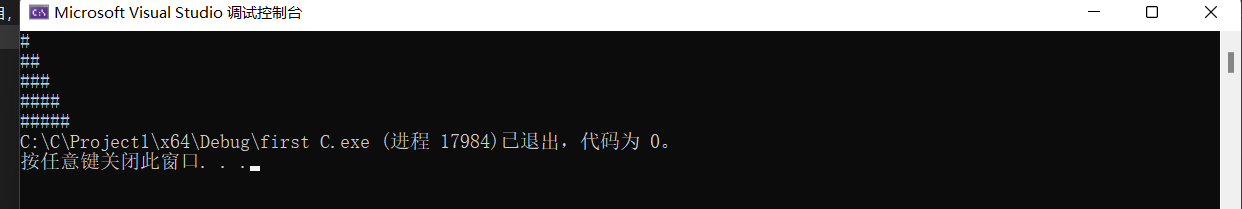 Microsoft Visual Studio 调试控制台
#
##
###
####
#####
C:\C\Project1\x64\Debug\first C.exe (进程 17984)已退出，代码为 0。
按任意键关闭此窗口. . .